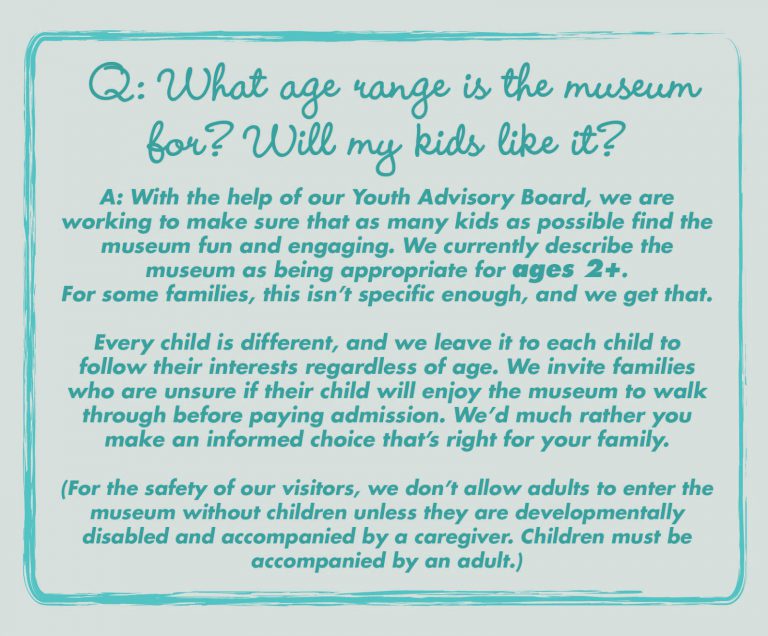 Q: What age range is the museum
for? Will my kids like it?
A: With the help of our Youth Advisory Board, we are
working to make sure that as many kids as possible find the
museum fun and engaging. We currently describe the
museum as being appropriate for ages 2+.
For some families, this isn't specific enough, and we get that.
Every child is different, and we leave it to each child to
follow their interests regardless of age. We invite families
who are unsure if their child will enjoy the museum to walk
through before paying admission. We'd much rather you
make an informed choice that's right for your family.
(For the safety of our visitors, we don't allow adults to enter the
museum without children unless they are developmentally
disabled and accompanied by a caregiver. Children must be
accompanied by an adult.)